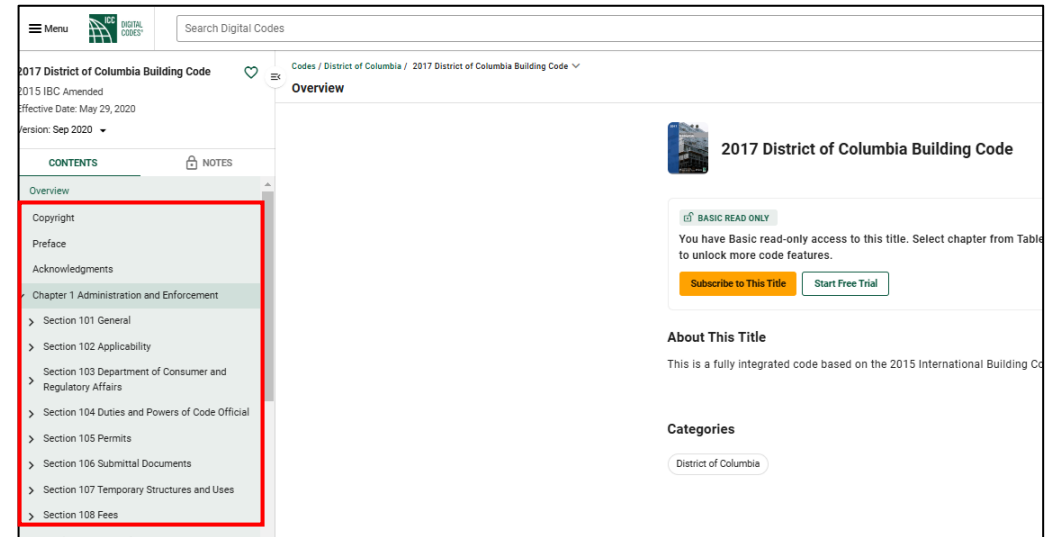 Menu
ICC
DIGITAL
CODES
Search Digital Codes
2017 District of Columbia Building Code
2015 IBC Amended
Effective Date: May 29, 2020
Version: Sep 2020
CONTENTS
NOTES
Overview
Copyright
Preface
Acknowledgments
Chapter 1 Administration and Enforcement
Section 101 General
Section 102 Applicability
Section 103 Department of Consumer and
Regulatory Affairs
Section 104 Duties and Powers of Code Official
Section 105 Permits
Section 106 Submittal Documents
Section 107 Temporary Structures and Uses
Section 108 Fees
Codes / District of Columbia / 2017 District of Columbia Building Code
Overview
2017 District of Columbia Building Code
BASIC READ ONLY
You have Basic read-only access to this title. Select chapter from Table
to unlock more code features.
Subscribe to This Title
Start Free Trial
About This Title
This is a fully integrated code based on the 2015 International Building Co
Categories
District of Columbia